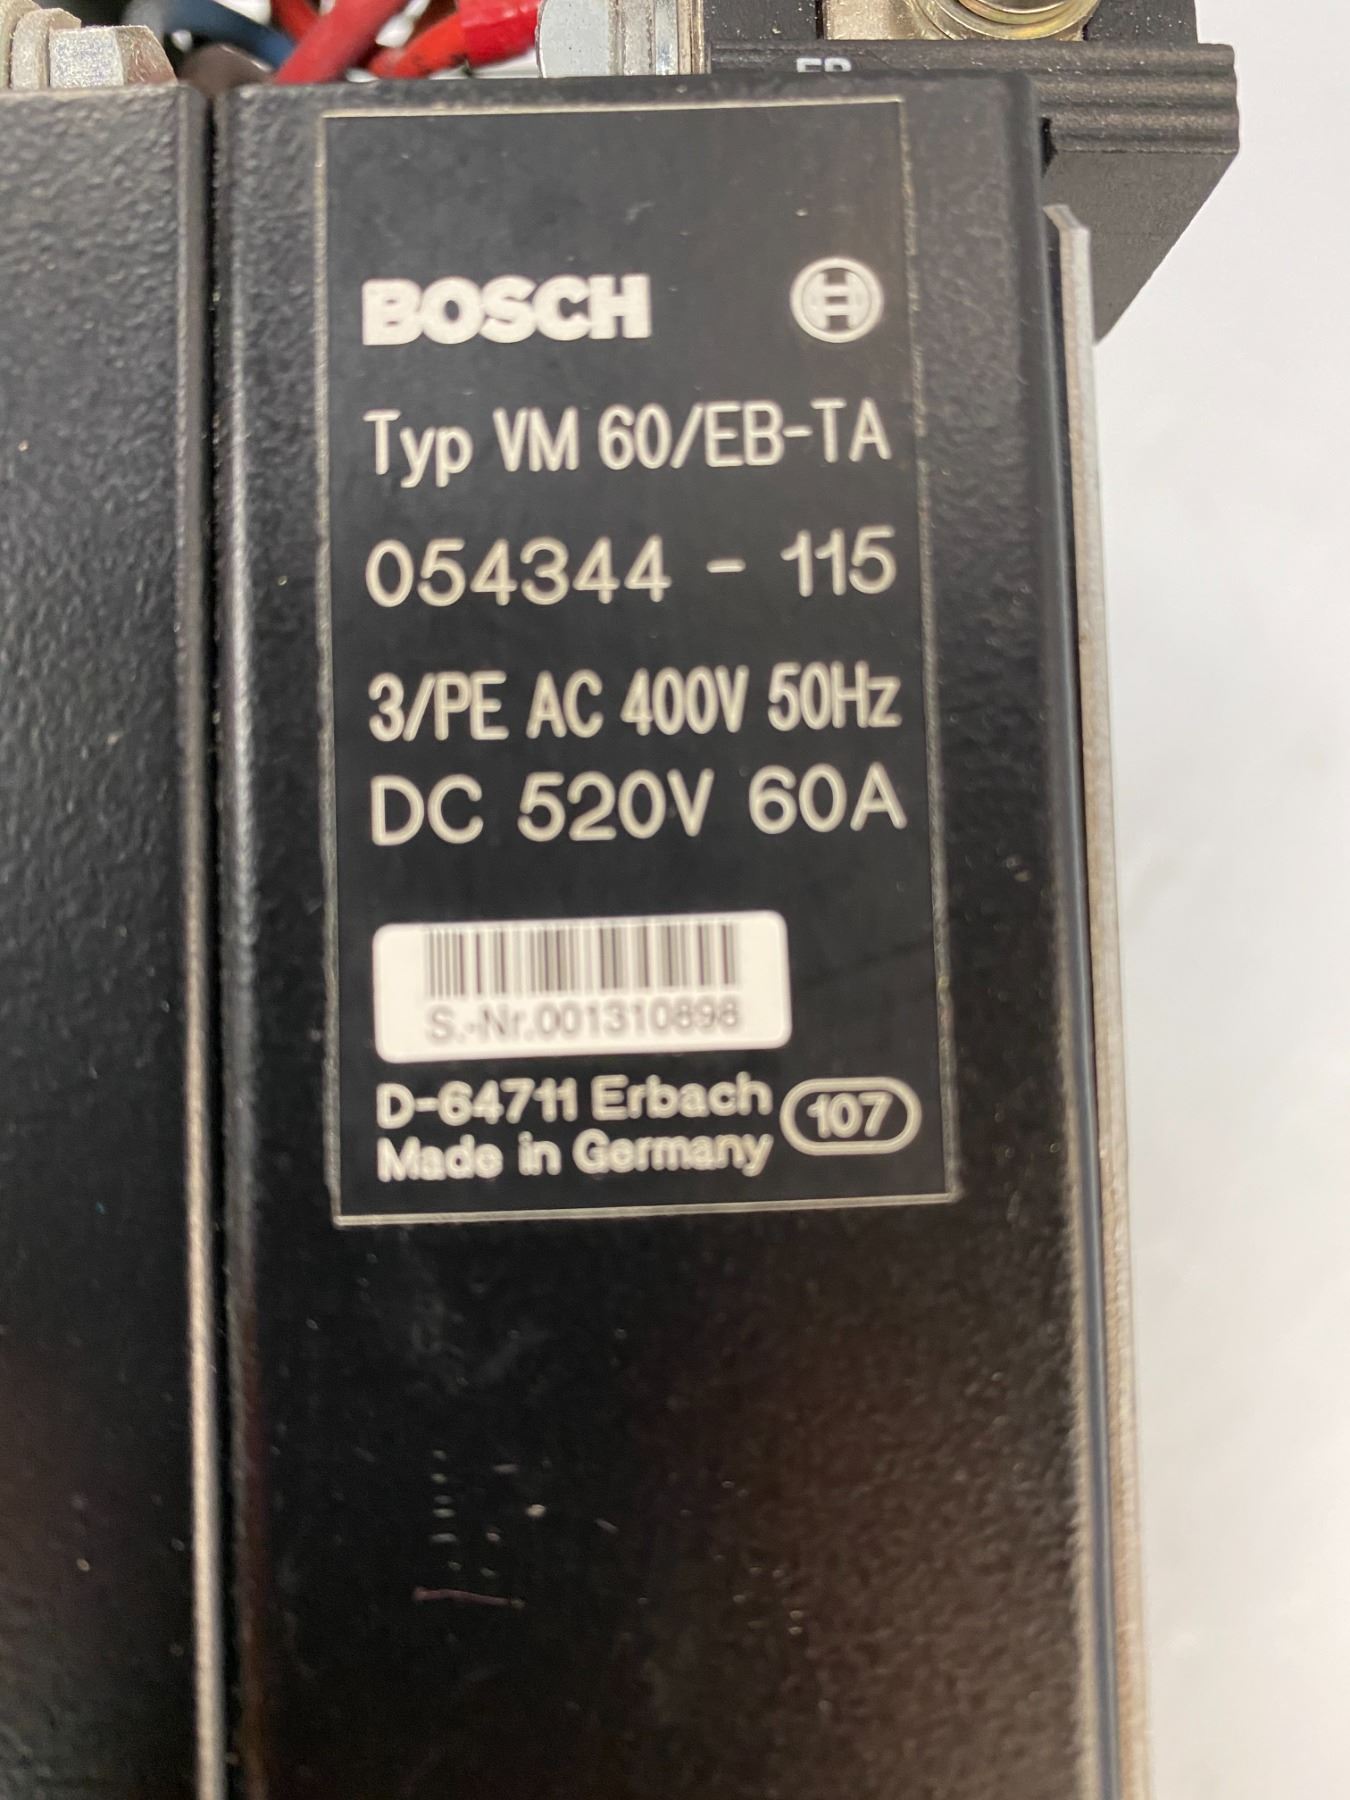 BOSCH
Typ VM 60/EB-TA
054344 - 115
3/PE AC 400V 50Hz
DC 520V 60A
S.-Nr.001310898
D-64711 Erbach
Made in Germany
107